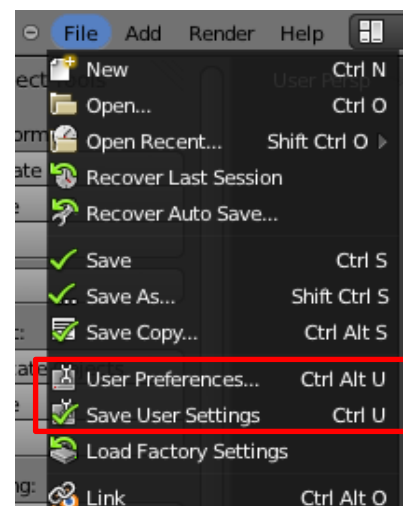 File Add Render Help
New Ctrl N
Open... Ctrl O
Open Recent... Shift Ctrl O
Recover Last Session
Recover Auto Save...
Save Ctrl S
Save As... Shift Ctrl S
Save Copy... Ctrl Alt S
User Preferences... Ctrl Alt U
Save User Settings Ctrl U
Load Factory Settings
Link Ctrl Alt O